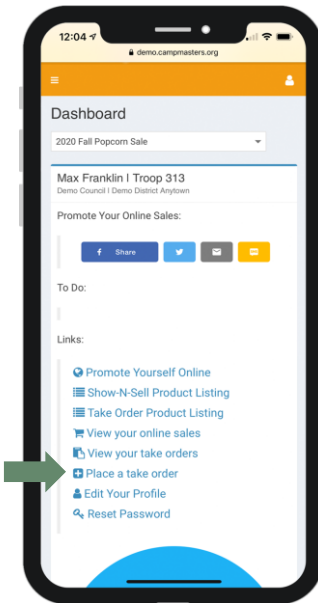 12:04
demo.campmasters.org
Dashboard
2020 Fall Popcorn Sale
Max Franklin | Troop 313
Demo Council | Demo District Anytown
Promote Your Online Sales:
f Share
To Do:
Links:
Promote Yourself Online
Show-N-Sell Product Listing
Take Order Product Listing
View your online sales
View your take orders
Place a take order
Edit Your Profile
Reset Password